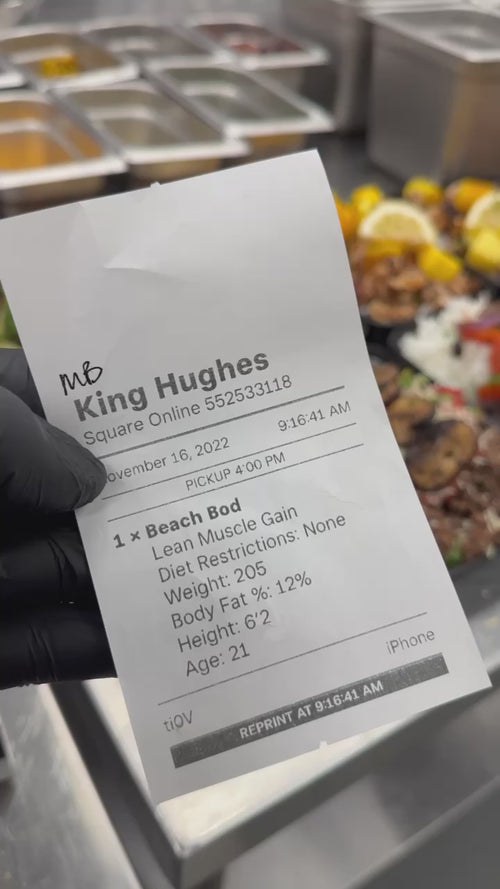 MB
King Hughes
Square Online 552533118
ovember 16, 2022 9:16:41 AM
PICKUP 4:00 PM
1 × Beach Bod
Lean Muscle Gain
Diet Restrictions: None
Weight: 205
Body Fat %: 12%
Height: 6'2
Age: 21
tiOV iPhone
REPRINT AT 9:16:41 AM